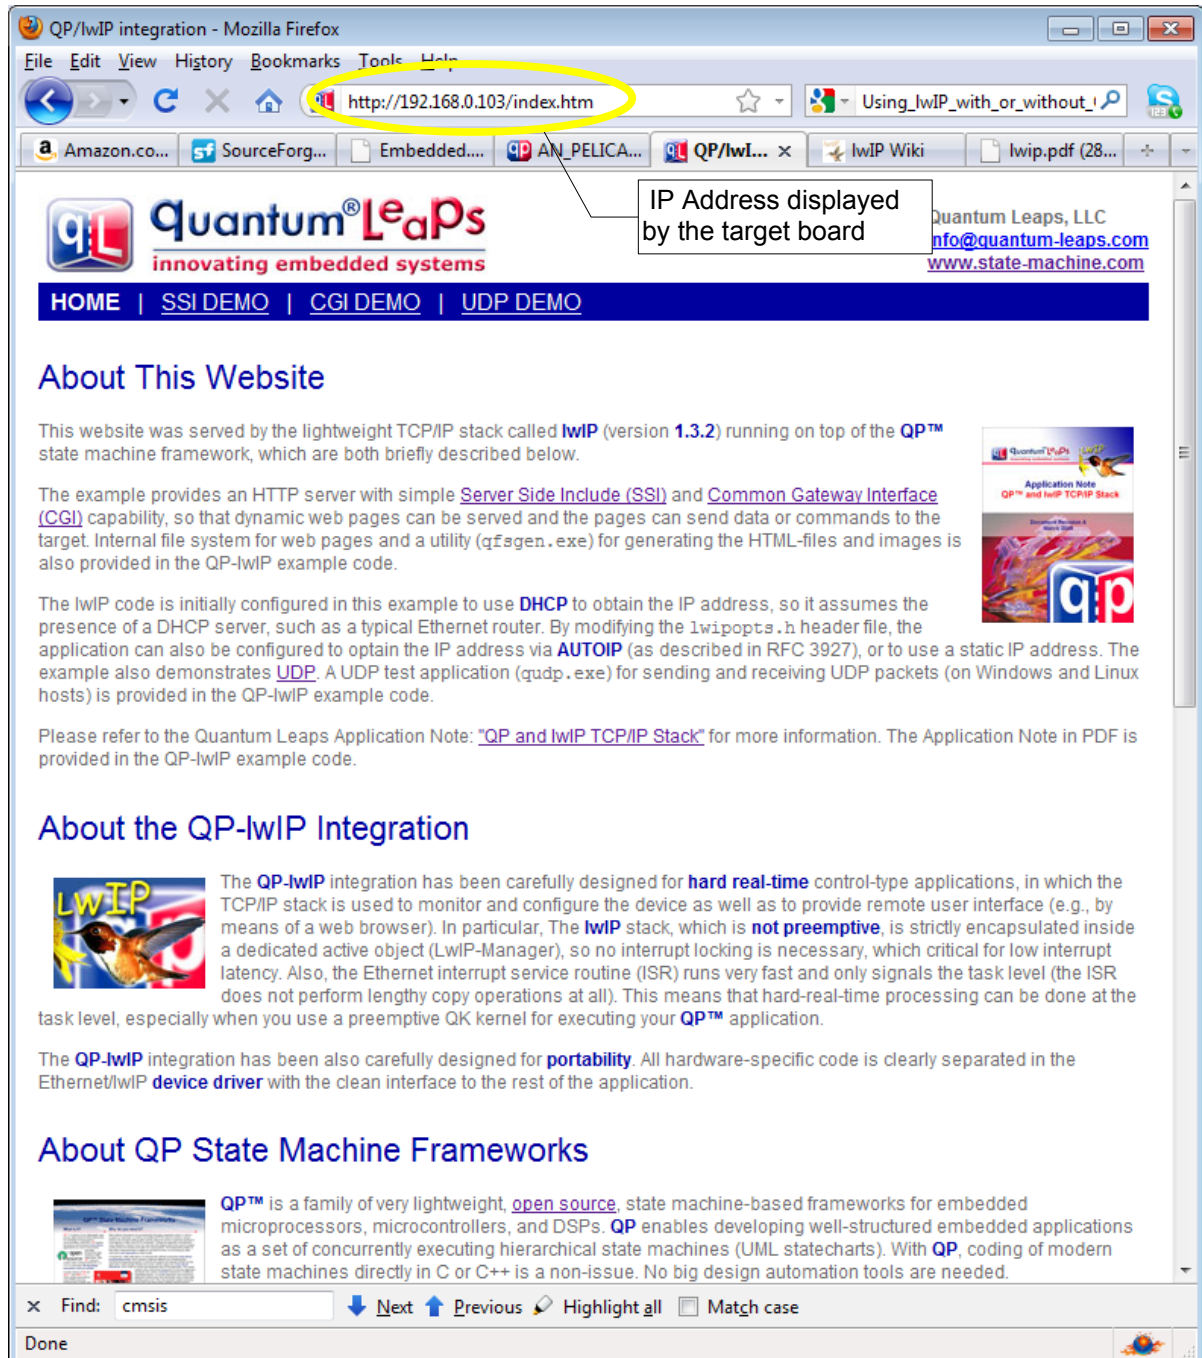 QP/lwIP integration - Mozilla Firefox
File Edit View History Bookmarks Tools Help
http://192.168.0.103/index.htm
Using_lwIP_with_or_without_
Amazon.co... SourceForg... Embedded.... AN_PELICA... QP/lwI... lwIP Wiki lwip.pdf (28...
IP Address displayed
by the target board
quantum® LeaPs
innovating embedded systems
Quantum Leaps, LLC
info@quantum-leaps.com
www.state-machine.com
HOME | SSI DEMO | CGI DEMO | UDP DEMO
About This Website
This website was served by the lightweight TCP/IP stack called lwIP (version 1.3.2) running on top of the QP™
state machine framework, which are both briefly described below.
The example provides an HTTP server with simple Server Side Include (SSI) and Common Gateway Interface
(CGI) capability, so that dynamic web pages can be served and the pages can send data or commands to the
target. Internal file system for web pages and a utility (qfsgen.exe) for generating the HTML-files and images is
also provided in the QP-lwIP example code.
Quantum LeaPs LwIP
Application Note
QP™ and lwIP TCP/IP Stack
qp
The lwIP code is initially configured in this example to use DHCP to obtain the IP address, so it assumes the
presence of a DHCP server, such as a typical Ethernet router. By modifying the lwipopts.h header file, the
application can also be configured to optain the IP address via AUTOIP (as described in RFC 3927), or to use a static IP address. The
example also demonstrates UDP. A UDP test application (qudp.exe) for sending and receiving UDP packets (on Windows and Linux
hosts) is provided in the QP-lwIP example code.
Please refer to the Quantum Leaps Application Note: "QP and lwIP TCP/IP Stack" for more information. The Application Note in PDF is
provided in the QP-lwIP example code.
About the QP-lwIP Integration
LwIP
The QP-lwIP integration has been carefully designed for hard real-time control-type applications, in which the
TCP/IP stack is used to monitor and configure the device as well as to provide remote user interface (e.g., by
means of a web browser). In particular, The lwIP stack, which is not preemptive, is strictly encapsulated inside
a dedicated active object (LwIP-Manager), so no interrupt locking is necessary, which critical for low interrupt
latency. Also, the Ethernet interrupt service routine (ISR) runs very fast and only signals the task level (the ISR
does not perform lengthy copy operations at all). This means that hard-real-time processing can be done at the
task level, especially when you use a preemptive QK kernel for executing your QP™ application.
The QP-lwIP integration has been also carefully designed for portability. All hardware-specific code is clearly separated in the
Ethernet/lwIP device driver with the clean interface to the rest of the application.
About QP State Machine Frameworks
QP™ is a family of very lightweight, open source, state machine-based frameworks for embedded
microprocessors, microcontrollers, and DSPs. QP enables developing well-structured embedded applications
as a set of concurrently executing hierarchical state machines (UML statecharts). With QP, coding of modern
state machines directly in C or C++ is a non-issue. No big design automation tools are needed.
Find: cmsis Next Previous Highlight all Match case
Done